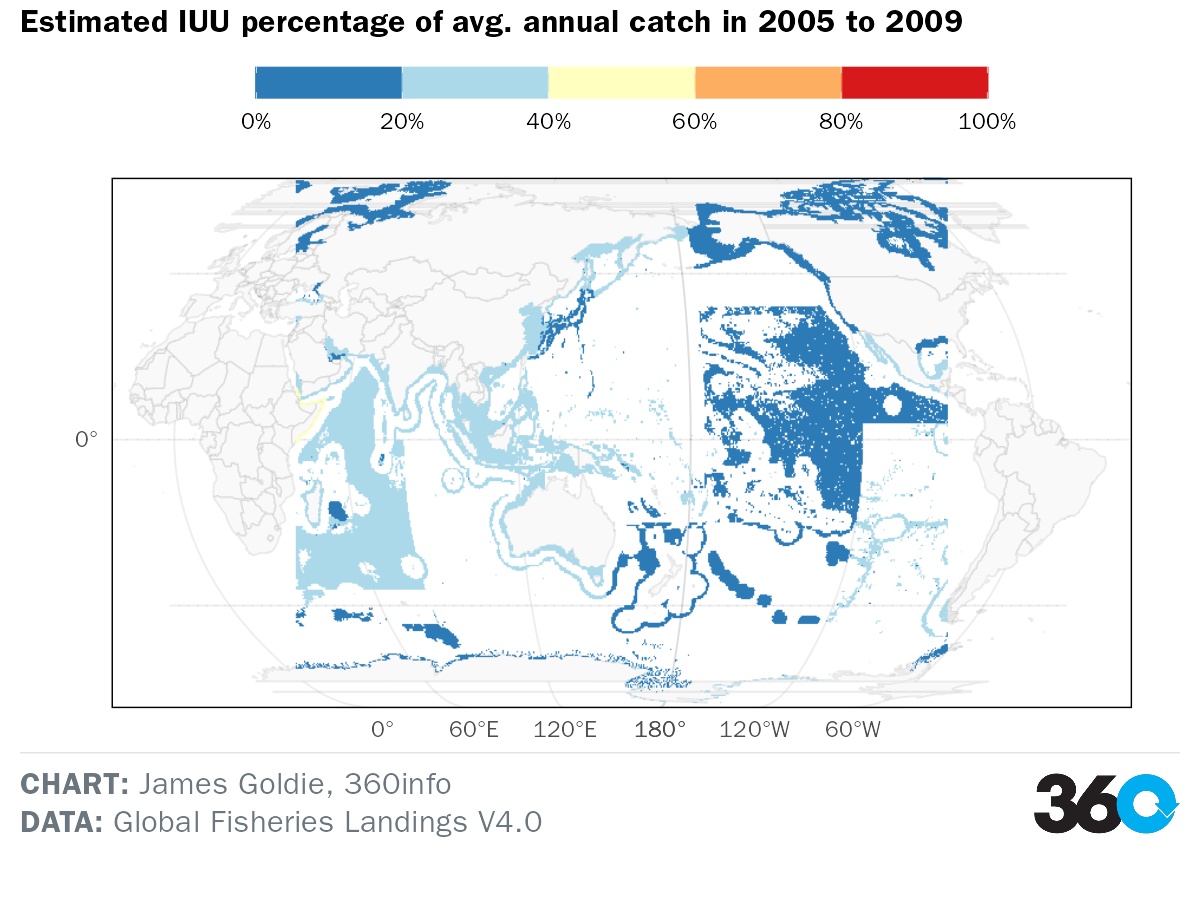 Estimated IUU percentage of avg. annual catch in 2005 to 2009
0% 20% 40% 60% 80% 100%
0°
0° 60°E 120°E 180° 120°W 60°W
CHART: James Goldie, 360info
DATA: Global Fisheries Landings V4.0
360